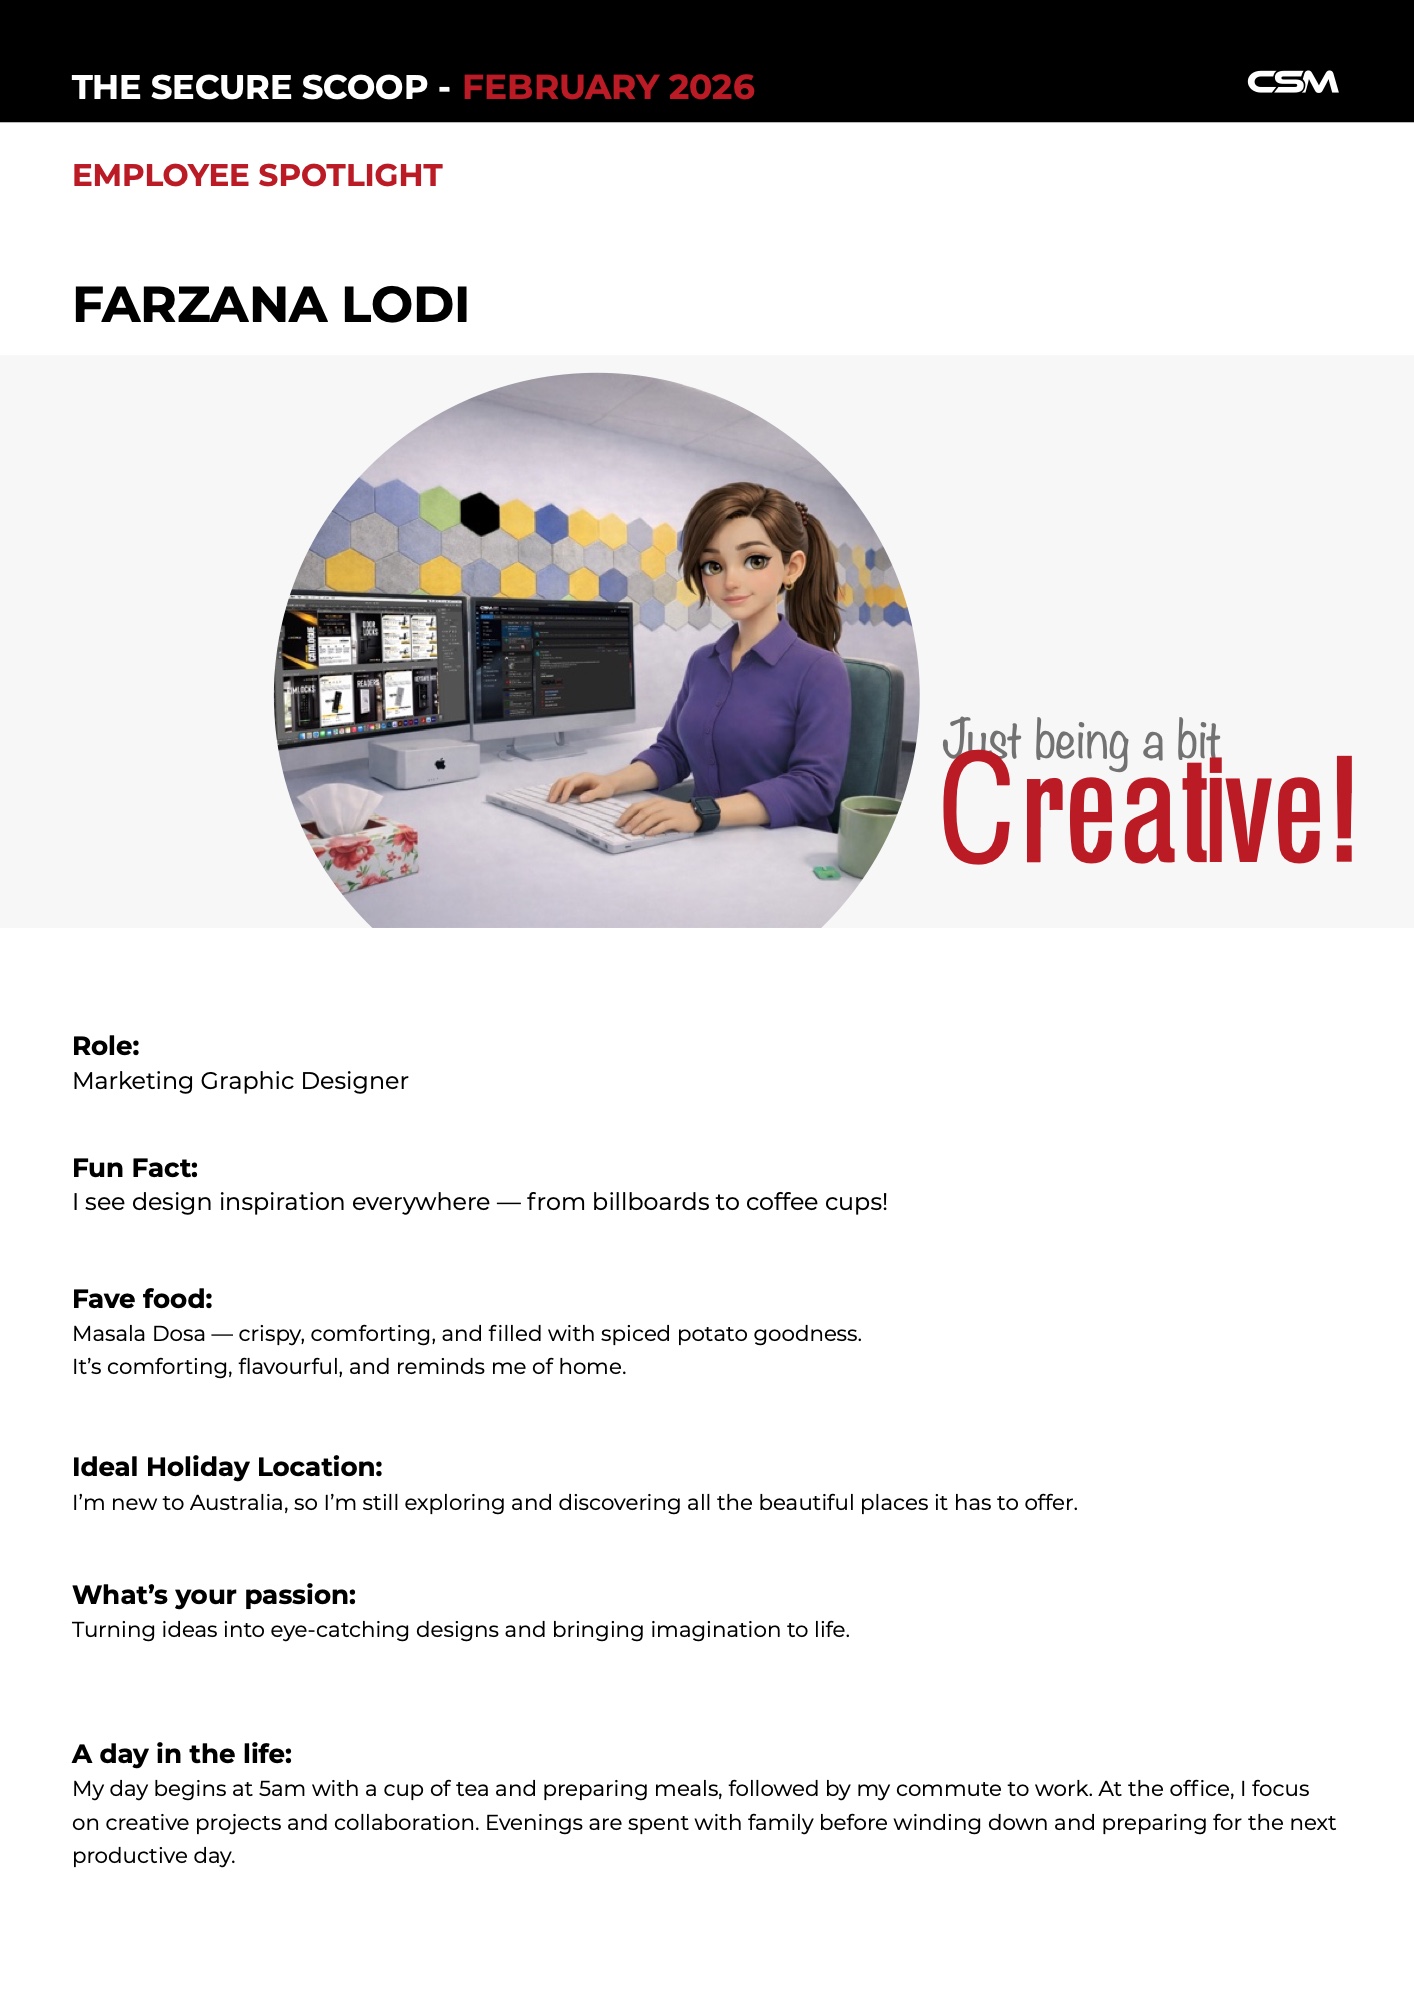 THE SECURE SCOOP - FEBRUARY 2026
CSM
EMPLOYEE SPOTLIGHT
FARZANA LODI
CATALOGUE
DOOR LOCKS
READERS
CSM
Just being a bit
Creative!
Role:
Marketing Graphic Designer
Fun Fact:
I see design inspiration everywhere — from billboards to coffee cups!
Fave food:
Masala Dosa — crispy, comforting, and filled with spiced potato goodness.
It’s comforting, flavourful, and reminds me of home.
Ideal Holiday Location:
I’m new to Australia, so I’m still exploring and discovering all the beautiful places it has to offer.
What’s your passion:
Turning ideas into eye-catching designs and bringing imagination to life.
A day in the life:
My day begins at 5am with a cup of tea and preparing meals, followed by my commute to work. At the office, I focus
on creative projects and collaboration. Evenings are spent with family before winding down and preparing for the next
productive day.